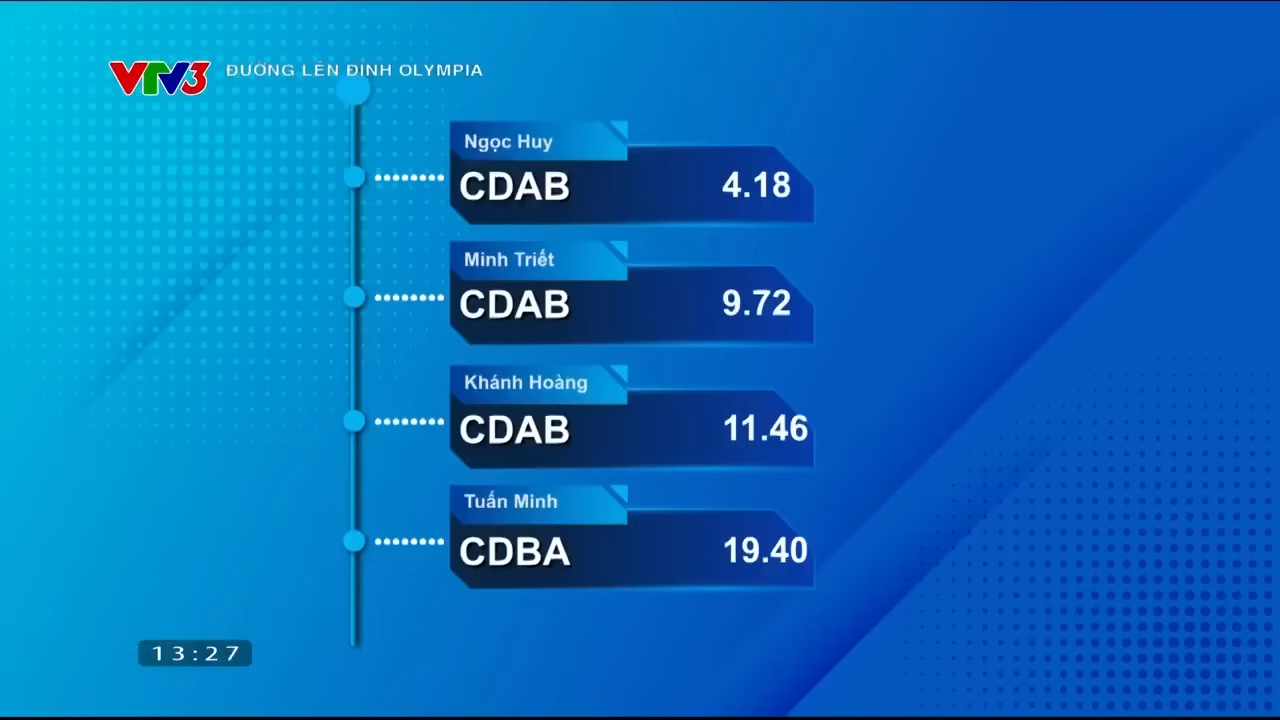 VTV3 ĐƯỜNG LÊN ĐỈNH OLYMPIA
Ngọc Huy
CDAB 4.18
Minh Triết
CDAB 9.72
Khánh Hoàng
CDAB 11.46
Tuấn Minh
CDBA 19.40
13:27